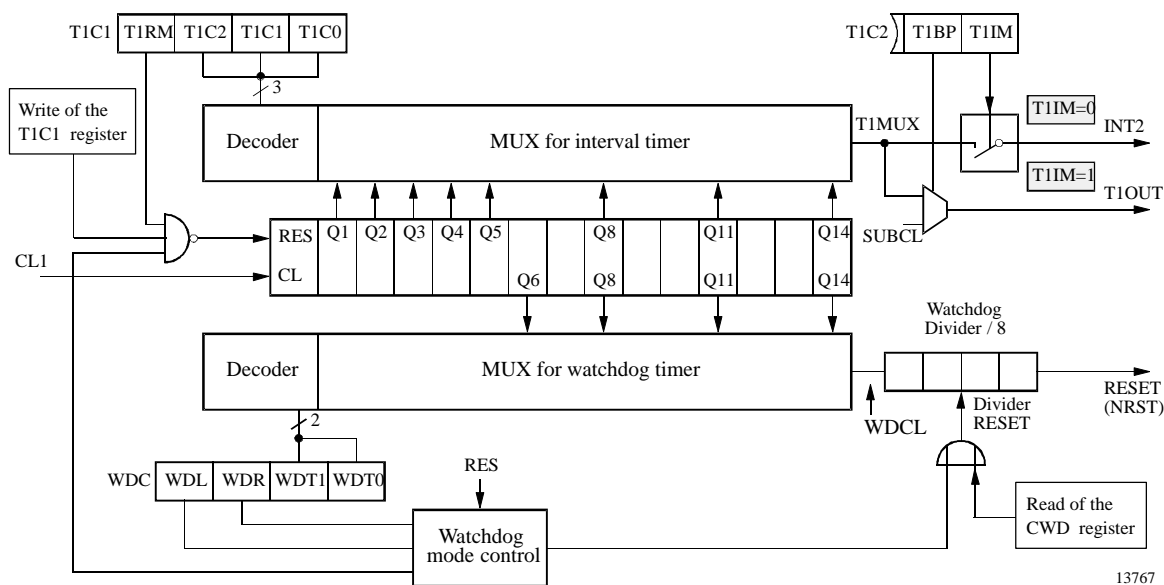 T1C1 T1RM T1C2 T1C1 T1C0
T1C2 T1BP T1IM
3
Write of the
T1C1 register
Decoder MUX for interval timer
T1MUX
T1IM=0
INT2
T1IM=1
T1OUT
SUBCL
RES Q1 Q2 Q3 Q4 Q5 Q8 Q11 Q14
CL1
CL Q6 Q8 Q11 Q14
Watchdog
Divider / 8
Decoder MUX for watchdog timer
RESET
(NRST)
2
WDCL
Divider
RESET
WDC WDL WDR WDT1 WDT0
RES
Watchdog
mode control
Read of the
CWD register
13767